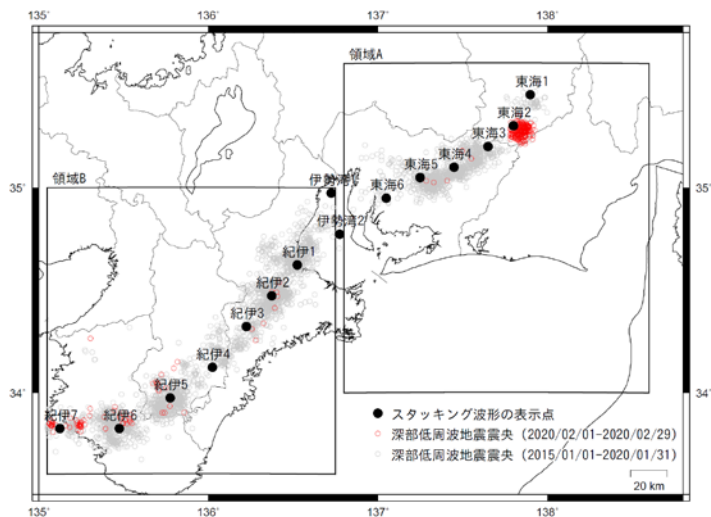 135°
136°
137°
138°
領域A
東海1
東海2
東海3
東海4
東海5
東海6
35°
35°
領域B
伊勢湾1
伊勢湾2
紀伊1
紀伊2
紀伊3
紀伊4
紀伊5
紀伊6
紀伊7
34°
34°
スタッキング波形の表示点
深部低周波地震震央 (2020/02/01-2020/02/29)
深部低周波地震震央 (2015/01/01-2020/01/31)
20 km
135°
136°
137°
138°